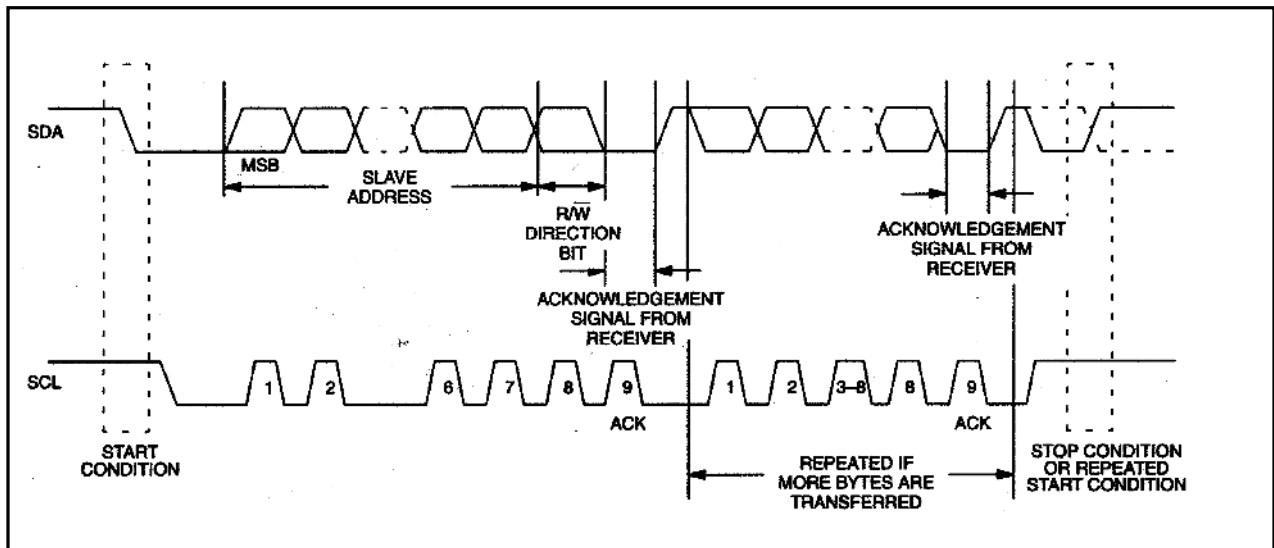 SDA
MSB
SLAVE
ADDRESS
R/W̅
DIRECTION
BIT
ACKNOWLEDGEMENT
SIGNAL FROM
RECEIVER
ACKNOWLEDGEMENT
SIGNAL FROM
RECEIVER
SCL
1
2
6
7
8
9
1
2
3–8
8
9
ACK
ACK
START
CONDITION
REPEATED IF
MORE BYTES ARE
TRANSFERRED
STOP CONDITION
OR REPEATED
START CONDITION